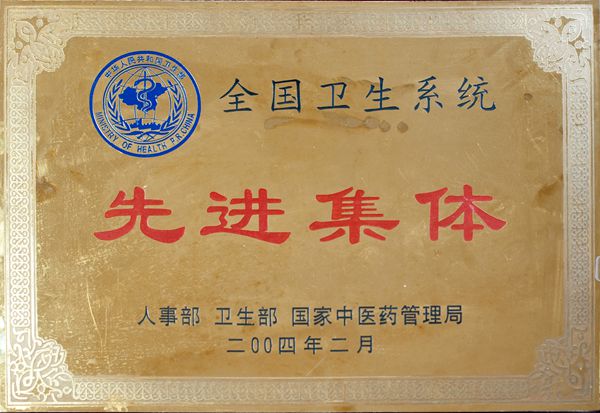 中华人民共和国卫生部
MINISTRY OF HEALTH P.R.CHINA
全国卫生系统
先进集体
人事部 卫生部 国家中医药管理局
二00四年二月